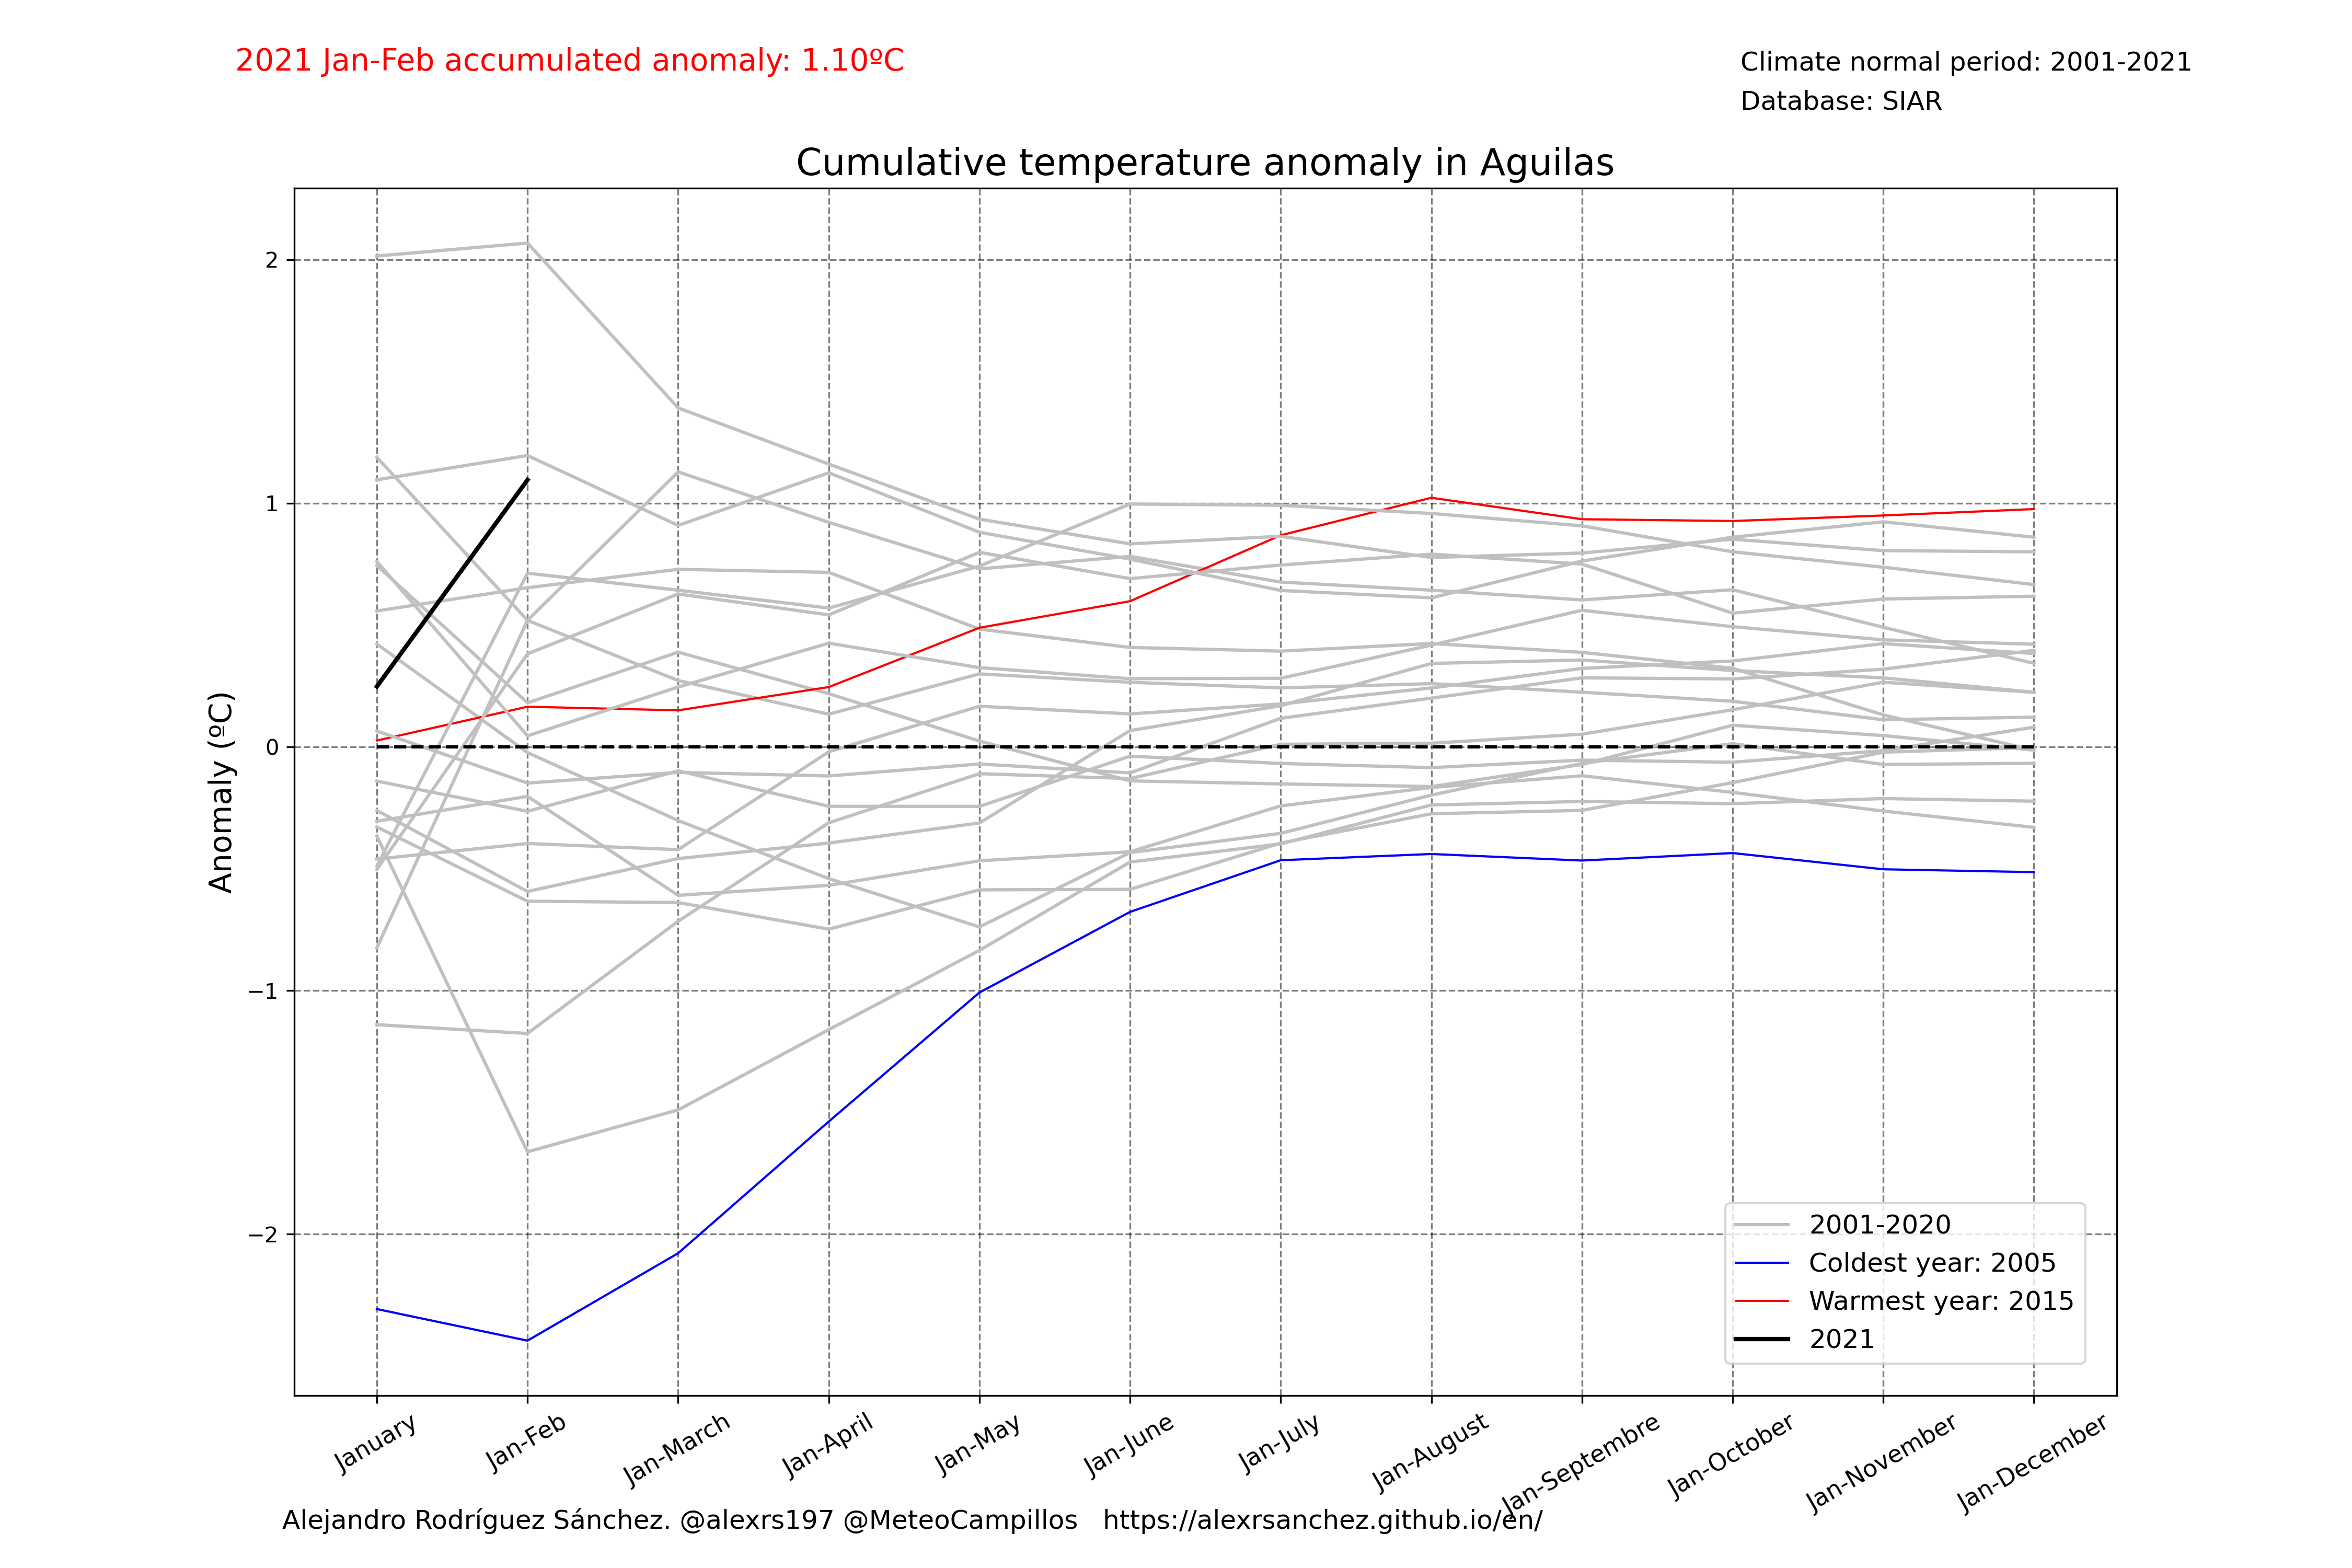 2021 Jan-Feb accumulated anomaly: 1.10ºC
Climate normal period: 2001-2021
Database: SIAR
Cumulative temperature anomaly in Aguilas
Anomaly (ºC)
2
1
0
−1
−2
2001-2020
Coldest year: 2005
Warmest year: 2015
2021
January
Jan-Feb
Jan-March
Jan-April
Jan-May
Jan-June
Jan-July
Jan-August
Jan-Septembre
Jan-October
Jan-November
Jan-December
Alejandro Rodríguez Sánchez. @alexrs197 @MeteoCampillos   https://alexrsanchez.github.io/en/